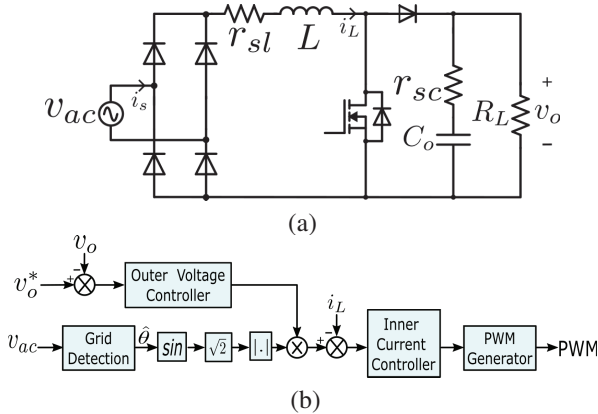 r_sl L i_L
i_s
v_ac
r_sc
C_o
R_L
+
v_o
−
(a)
v_o
v_o^*
−
+
Outer Voltage
Controller
i_L
v_ac
Grid
Detection
θ̂
sin
√2
|.|
+
−
Inner
Current
Controller
PWM
Generator
PWM
(b)